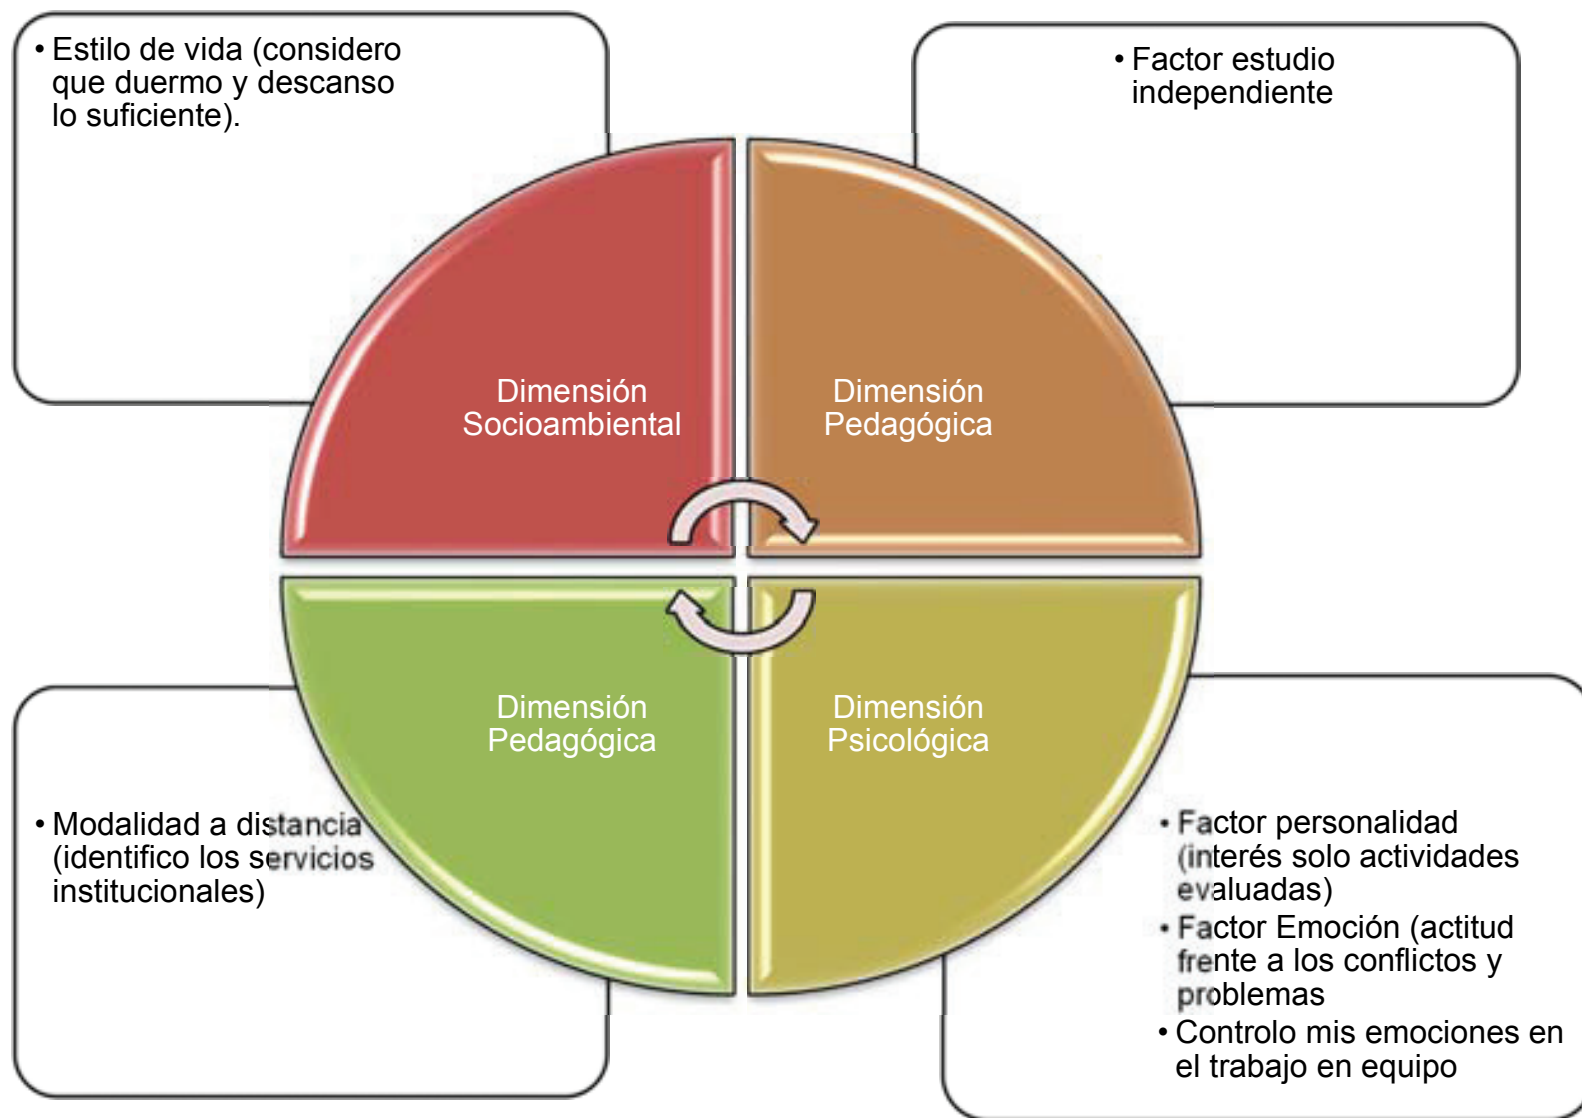 • Estilo de vida (considero
que duermo y descanso
lo suficiente).
• Factor estudio
independiente
Dimensión
Socioambiental
Dimensión
Pedagógica
Dimensión
Pedagógica
Dimensión
Psicológica
• Modalidad a distancia
(identifico los servicios
institucionales)
• Factor personalidad
(interés solo actividades
evaluadas)
• Factor Emoción (actitud
frente a los conflictos y
problemas
• Controlo mis emociones en
el trabajo en equipo